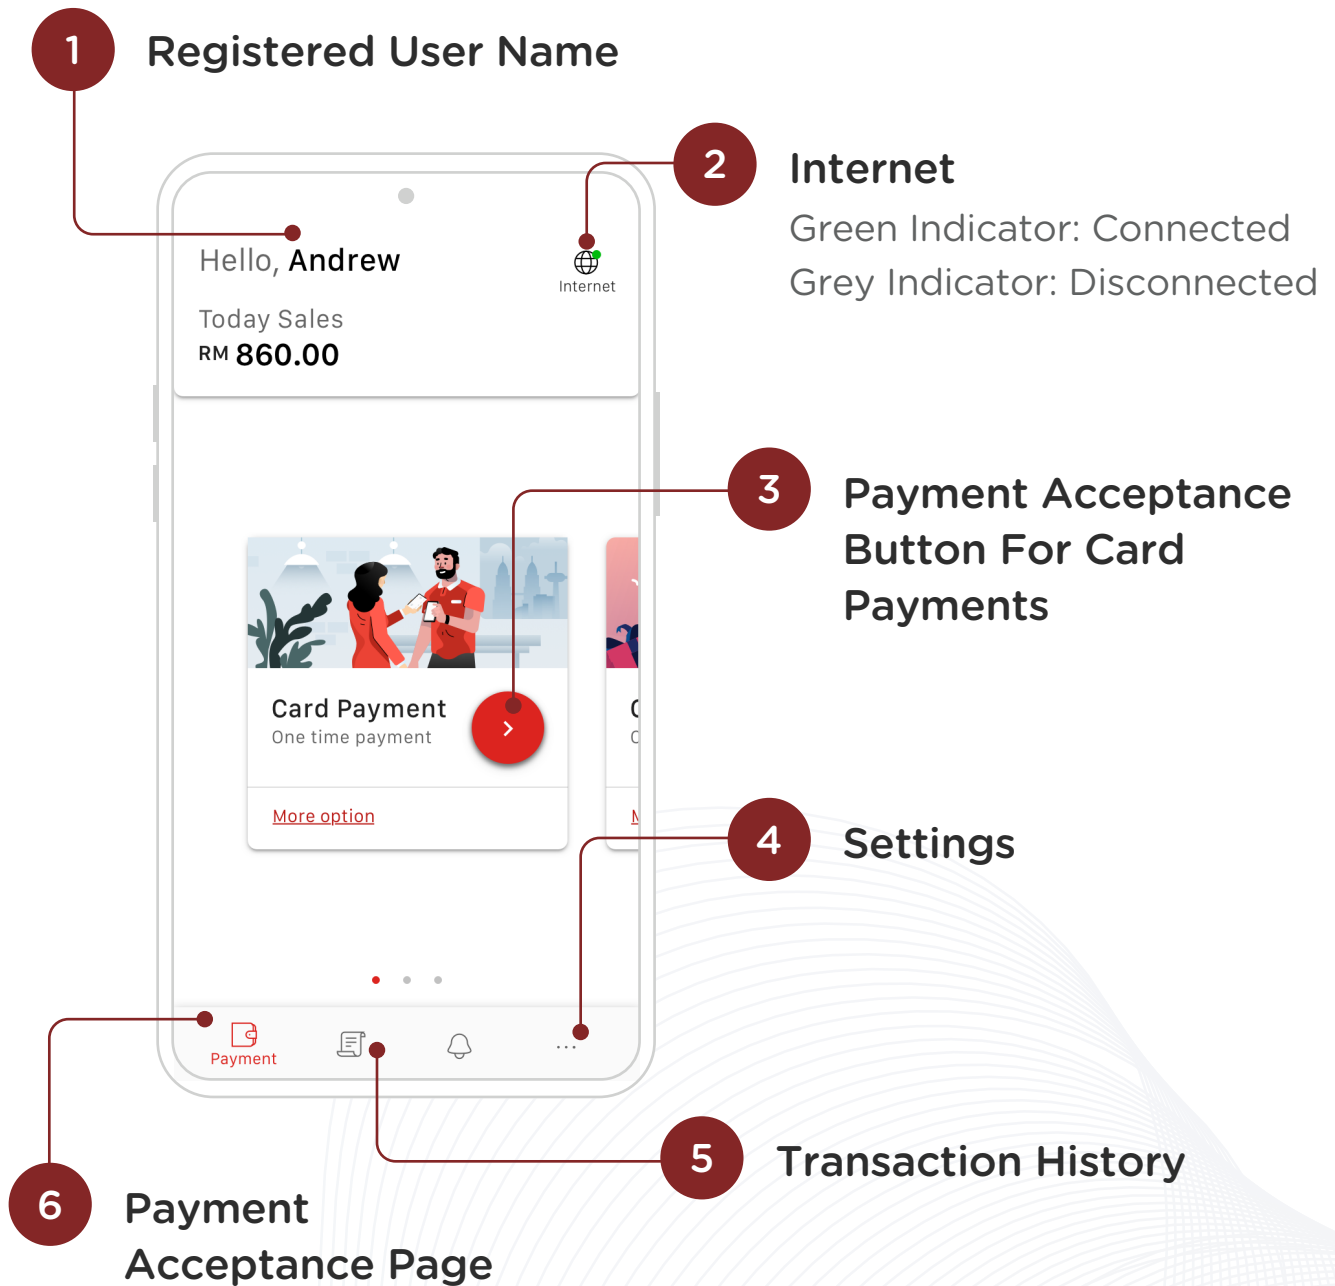 1
Registered User Name
2
Internet
Green Indicator: Connected
Grey Indicator: Disconnected
Hello, Andrew
Internet
Today Sales
RM 860.00
3
Payment Acceptance
Button For Card
Payments
Card Payment
One time payment
More option
4
Settings
Payment
5
Transaction History
6
Payment
Acceptance Page